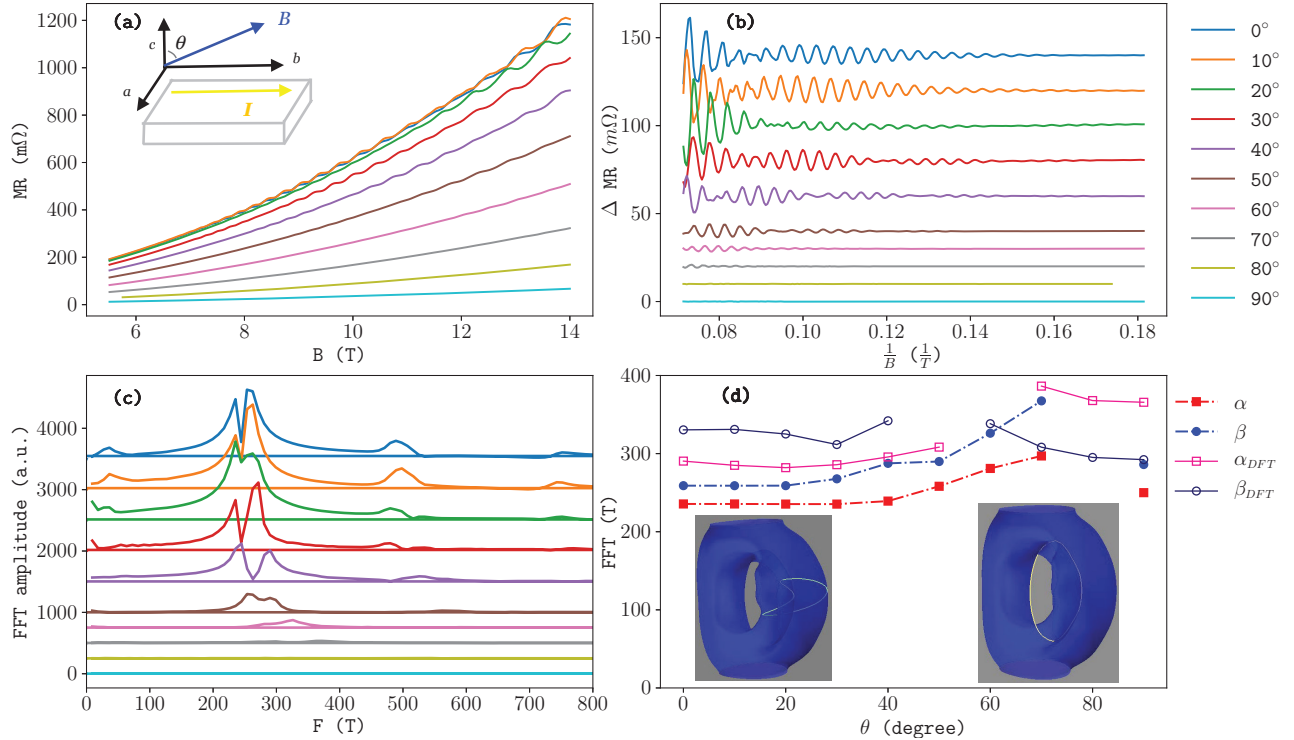 (a)
c
θ
B
b
a
I
1200
1000
800
600
400
200
0
MR (mΩ)
6
8
10
12
14
B (T)
(b)
150
100
50
0
Δ MR (mΩ)
0.08
0.10
0.12
0.14
0.16
0.18
1/B (1/T)
0°
10°
20°
30°
40°
50°
60°
70°
80°
90°
(c)
4000
3000
2000
1000
0
FFT amplitude (a.u.)
0
100
200
300
400
500
600
700
800
F (T)
(d)
400
300
200
100
0
FFT (T)
0
20
40
60
80
θ (degree)
α
β
α_DFT
β_DFT